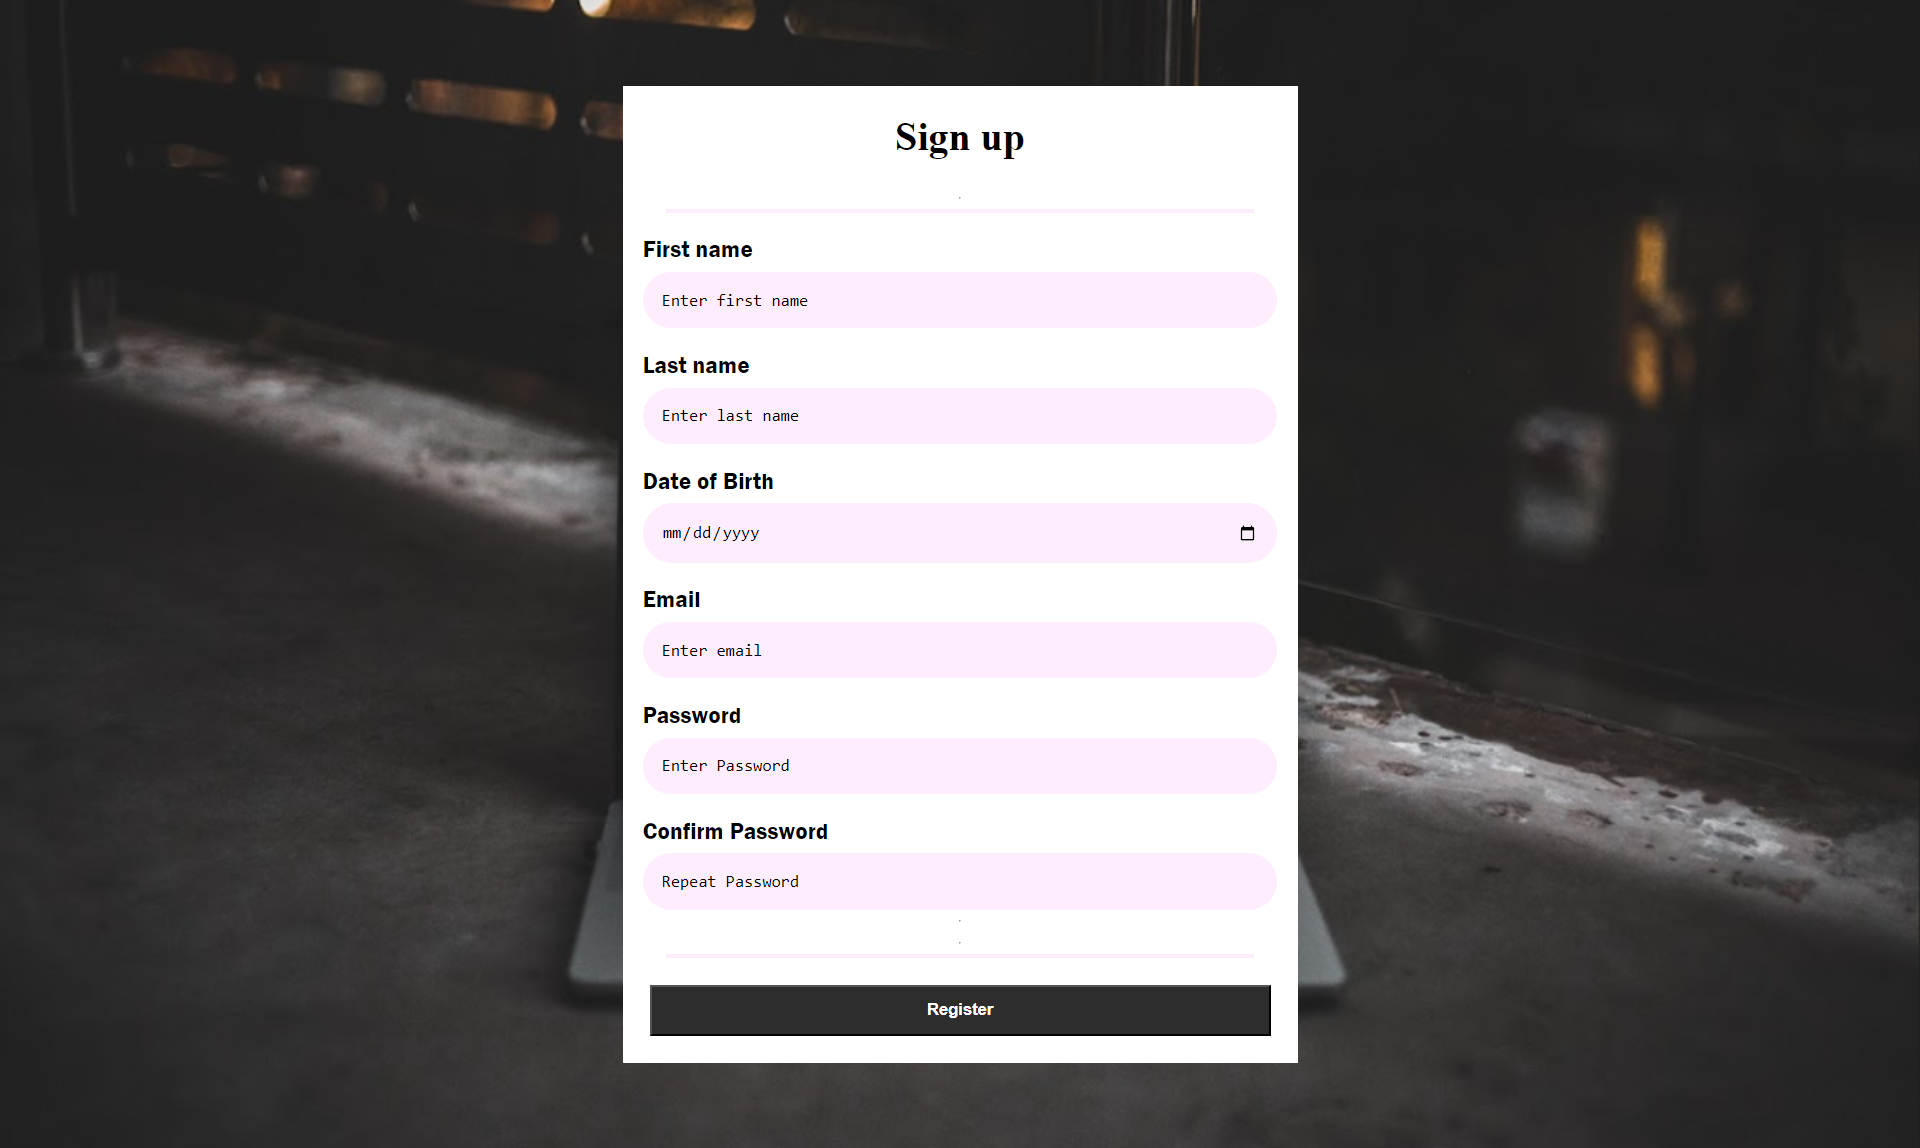 Sign up
.
First name
Enter first name
Last name
Enter last name
Date of Birth
mm/dd/yyyy
Email
Enter email
Password
Enter Password
Confirm Password
Repeat Password
.
.
Register